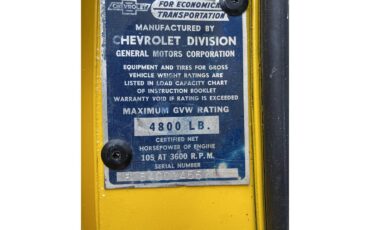 CHEVROLET
FOR ECONOMICAL
TRANSPORTATION
MANUFACTURED BY
CHEVROLET DIVISION
GENERAL MOTORS CORPORATION
EQUIPMENT AND TIRES FOR GROSS
VEHICLE WEIGHT RATINGS ARE
LISTED IN LOAD CAPACITY CHART
OF INSTRUCTION BOOKLET
WARRANTY VOID IF RATING IS EXCEEDED
MAXIMUM GVW RATING
4800 LB.
CERTIFIED NET
HORSEPOWER OF ENGINE
105 AT 3600 R.P.M.
SERIAL NUMBER